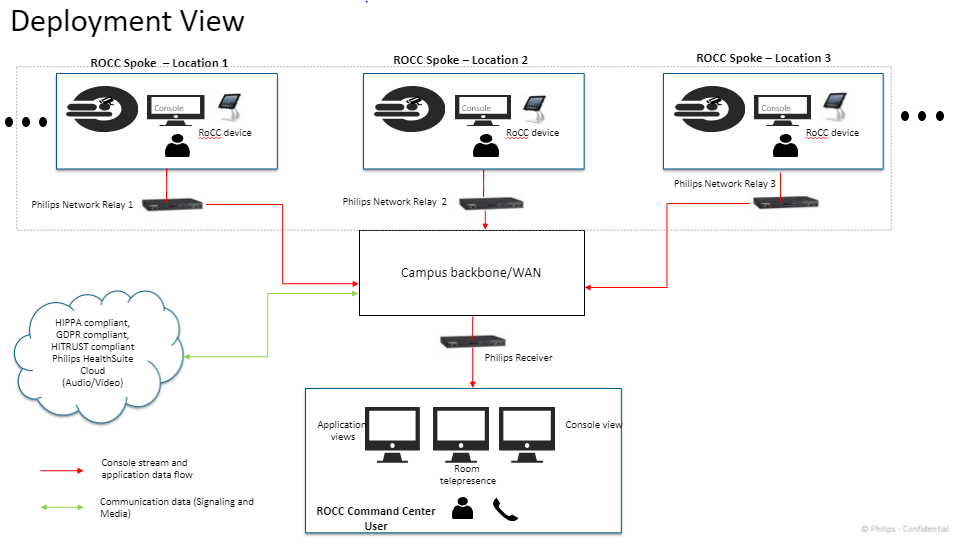 Deployment View
ROCC Spoke – Location 1
ROCC Spoke – Location 2
ROCC Spoke – Location 3
Console
RoCC device
Console
RoCC device
Console
RoCC device
Philips Network Relay 1
Philips Network Relay 2
Philips Network Relay 3
Campus backbone/WAN
HIPPA compliant,
GDPR compliant,
HITRUST compliant
Philips HealthSuite
Cloud
(Audio/Video)
Philips Receiver
Application
views
Console view
Room
telepresence
ROCC Command Center
User
Console stream and
application data flow
Communication data (Signaling and
Media)
© Philips - Confidential